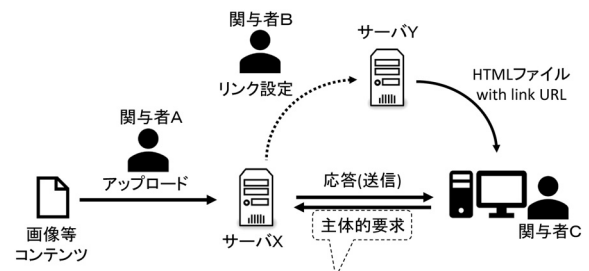 関与者B
リンク設定
サーバY
HTMLファイル
with link URL
関与者A
アップロード
画像等
コンテンツ
サーバX
応答(送信)
主体的要求
関与者C